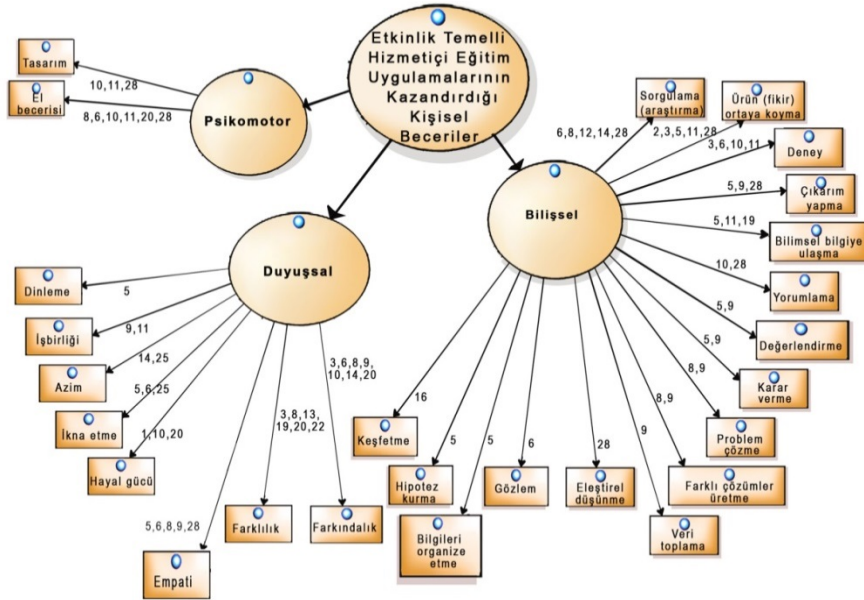 Etkinlik Temelli
Hizmetiçi Eğitim
Uygulamalarının
Kazandırdığı
Kişisel
Beceriler
Psikomotor
Tasarım
10,11,28
El
becerisi
8,6,10,11,20,28
Duyuşsal
Dinleme
5
İşbirliği
9,11
Azim
14,25
İkna etme
5,6,25
Hayal gücü
1,10,20
Empati
5,6,8,9,28
Farklılık
3,8,13,
19,20,22
Farkındalık
3,6,8,9,
10,14,20
Bilişsel
Sorgulama
(araştırma)
6,8,12,14,28
Ürün (fikir)
ortaya koyma
2,3,5,11,28
Deney
3,6,10,11
Çıkarım
yapma
5,9,28
Bilimsel bilgiye
ulaşma
5,11,19
Yorumlama
10,28
Değerlendirme
5,9
Karar
verme
5,9
Problem
çözme
8,9
Farklı çözümler
üretme
8,9
Veri
toplama
9
Eleştirel
düşünme
28
Gözlem
6
Bilgileri
organize
etme
5
Hipotez
kurma
5
Keşfetme
16